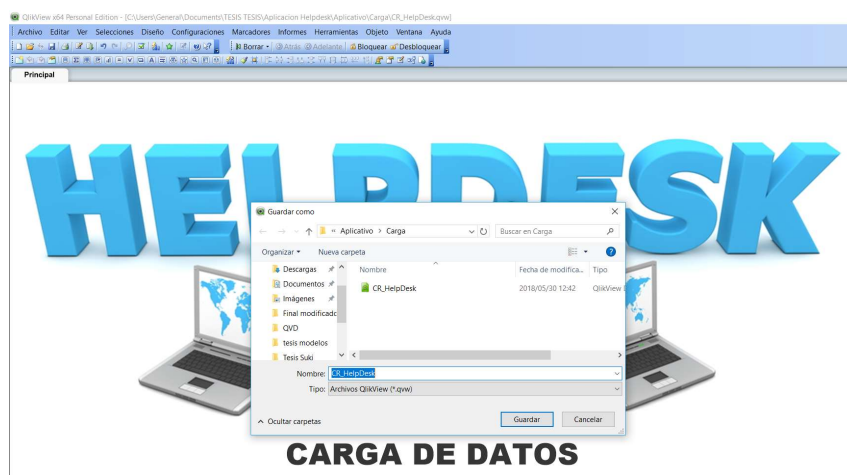 QlikView x64 Personal Edition - [C:\Users\General\Documents\TESIS TESIS\Aplicacion Helpdesk\Aplicativo\Carga\CR_HelpDesk.qvw]
Archivo Editar Ver Selecciones Diseño Configuraciones Marcadores Informes Herramientas Objeto Ventana Ayuda
Borrar Atrás Adelante Bloquear Desbloquear
Principal
HELPDESK
Guardar como
« Aplicativo > Carga
Buscar en Carga
Organizar Nueva carpeta
Descargas
Documentos
Imágenes
Final modificadc
QVD
tesis modelos
Tesis Suki
Nombre Fecha de modifica... Tipo
CR_HelpDesk 2018/05/30 12:42 QlikView
Nombre: CR_HelpDesk
Tipo: Archivos QlikView (*.qvw)
Ocultar carpetas
Guardar Cancelar
CARGA DE DATOS